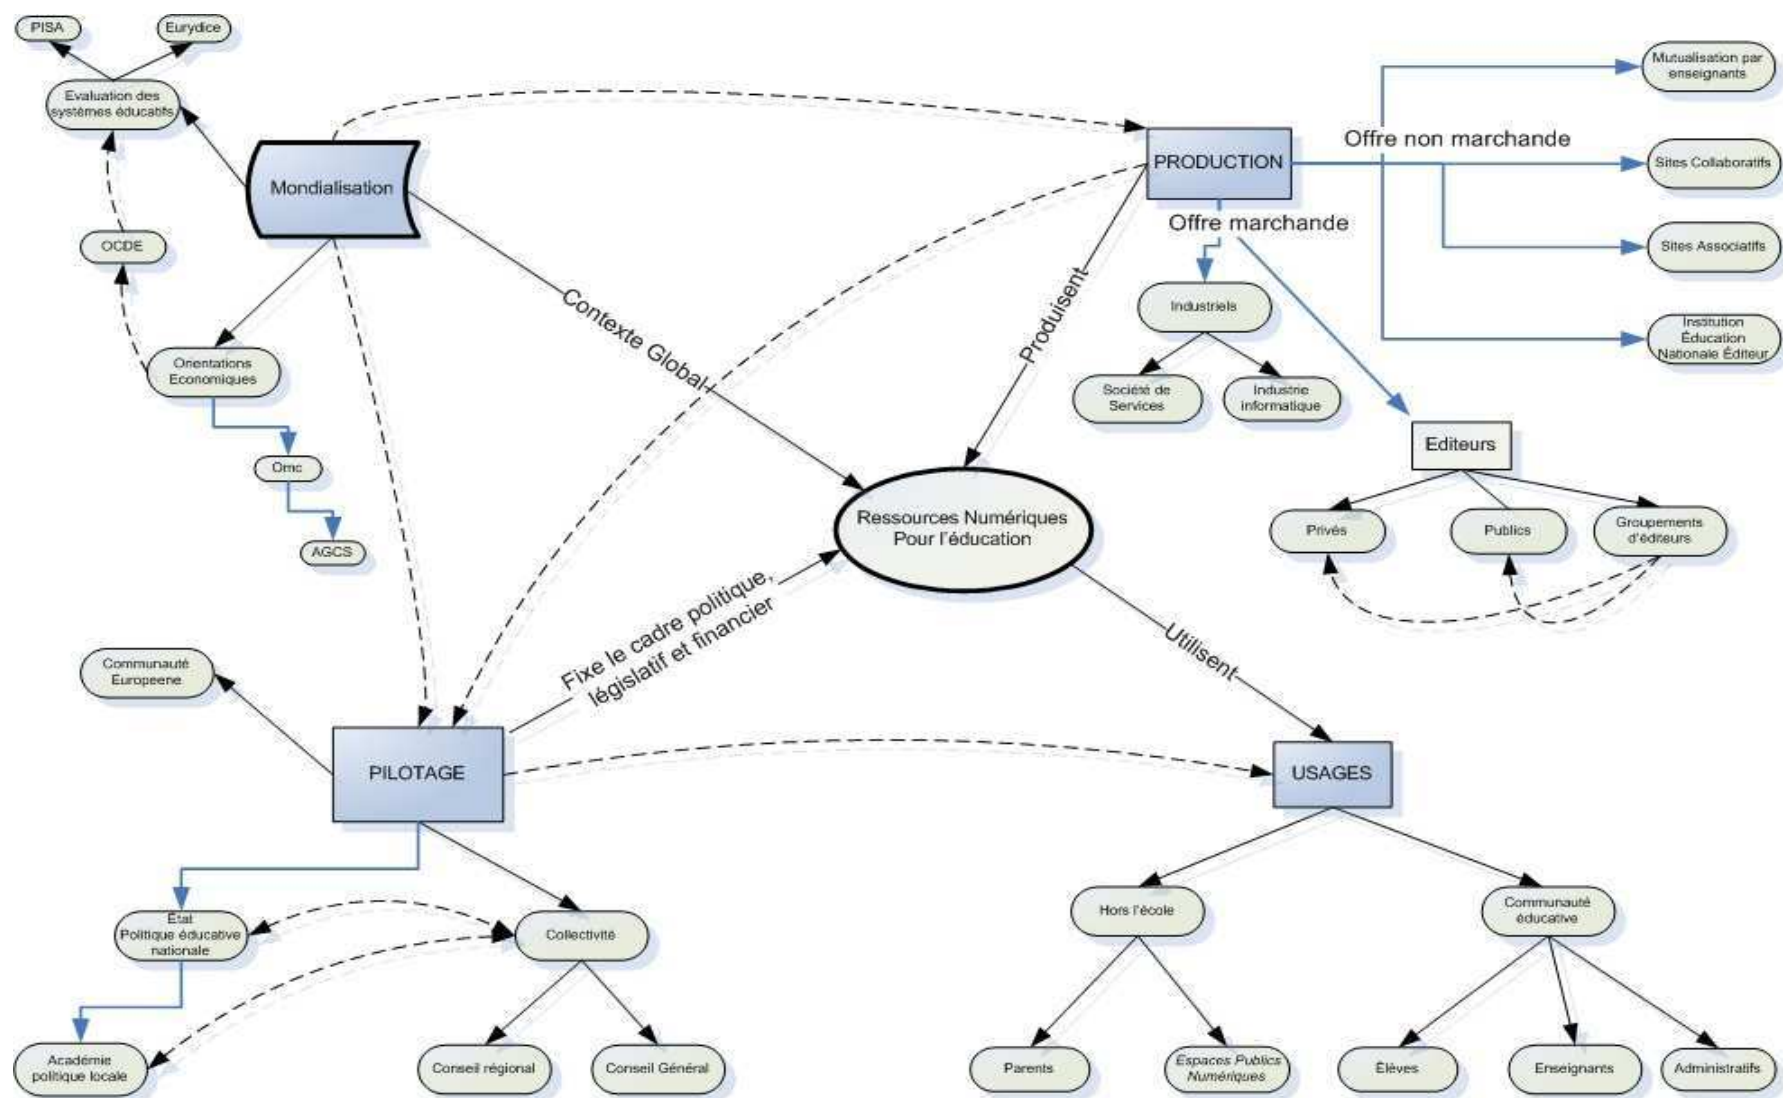 PISA
Eurydice
Evaluation des
systèmes éducatifs
Mondialisation
OCDE
Orientations
Economiques
Omc
AGCS
Contexte Global
PRODUCTION
Offre non marchande
Mutualisation par
enseignants
Sites Collaboratifs
Sites Associatifs
Institution
Éducation
Nationale Éditeur
Offre marchande
Industriels
Société de
Services
Industrie
informatique
Produisent
Editeurs
Privés
Publics
Groupements
d'éditeurs
Ressources Numériques
Pour l'éducation
Fixe le cadre politique,
législatif et financier
Utilisent
Communauté
Europeene
PILOTAGE
USAGES
État
Politique éducative
nationale
Collectivité
Académie
politique locale
Conseil régional
Conseil Général
Hors l'école
Communauté
éducative
Parents
Espaces Publics
Numériques
Élèves
Enseignants
Administratifs